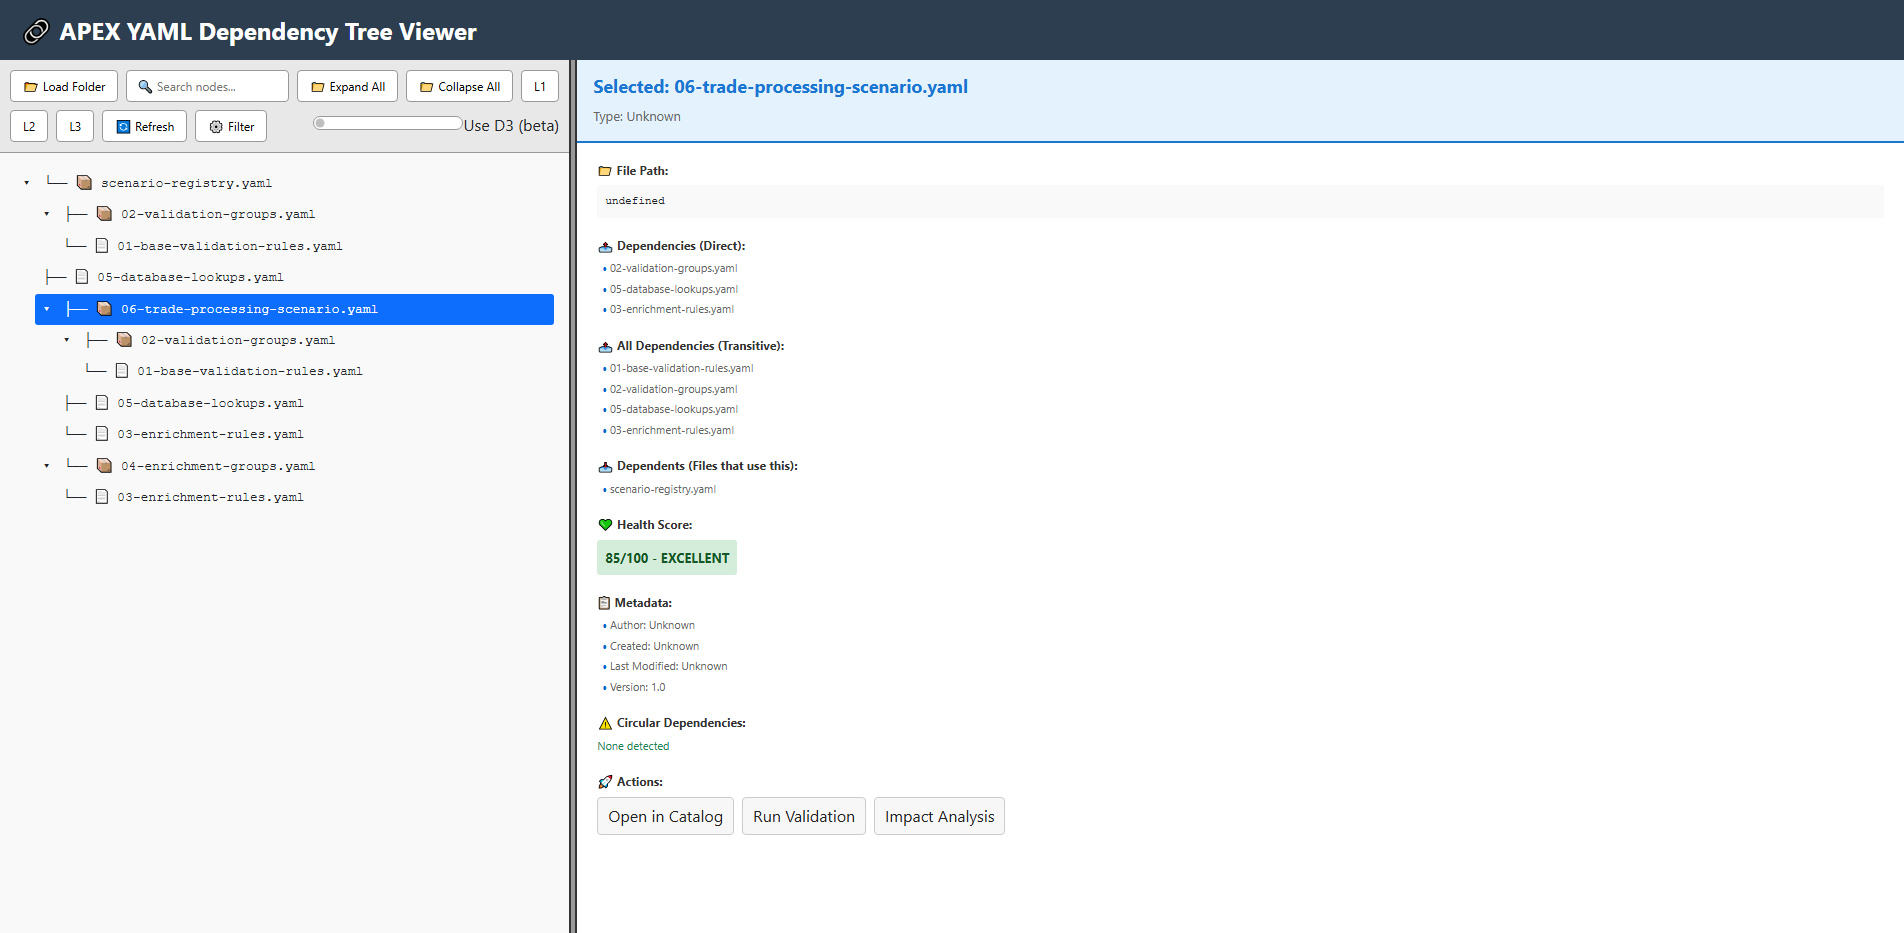 APEX YAML Dependency Tree Viewer
Load Folder
Search nodes...
Expand All
Collapse All
L1
L2
L3
Refresh
Filter
Use D3 (beta)
scenario-registry.yaml
02-validation-groups.yaml
01-base-validation-rules.yaml
05-database-lookups.yaml
06-trade-processing-scenario.yaml
02-validation-groups.yaml
01-base-validation-rules.yaml
05-database-lookups.yaml
03-enrichment-rules.yaml
04-enrichment-groups.yaml
03-enrichment-rules.yaml
Selected: 06-trade-processing-scenario.yaml
Type: Unknown
File Path:
undefined
Dependencies (Direct):
• 02-validation-groups.yaml
• 05-database-lookups.yaml
• 03-enrichment-rules.yaml
All Dependencies (Transitive):
• 01-base-validation-rules.yaml
• 02-validation-groups.yaml
• 05-database-lookups.yaml
• 03-enrichment-rules.yaml
Dependents (Files that use this):
• scenario-registry.yaml
Health Score:
85/100 - EXCELLENT
Metadata:
• Author: Unknown
• Created: Unknown
• Last Modified: Unknown
• Version: 1.0
Circular Dependencies:
None detected
Actions:
Open in Catalog
Run Validation
Impact Analysis